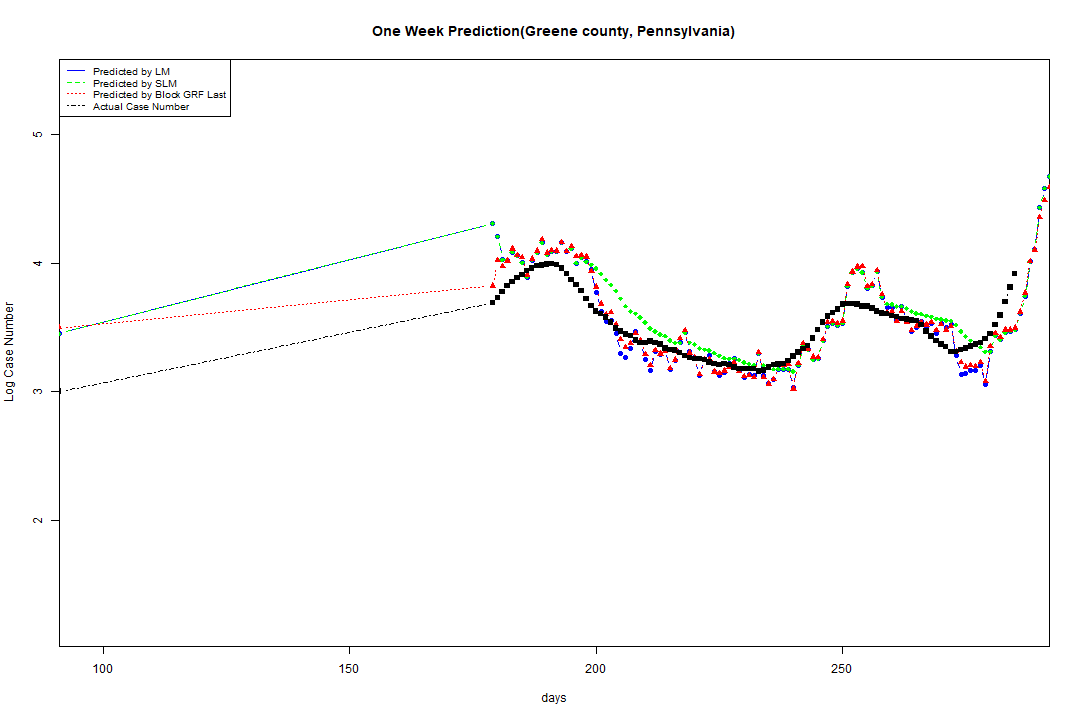 One Week Prediction(Greene county, Pennsylvania)
Predicted by LM
Predicted by SLM
Predicted by Block GRF Last
Actual Case Number
5
4
3
2
Log Case Number
100 150 200 250
days